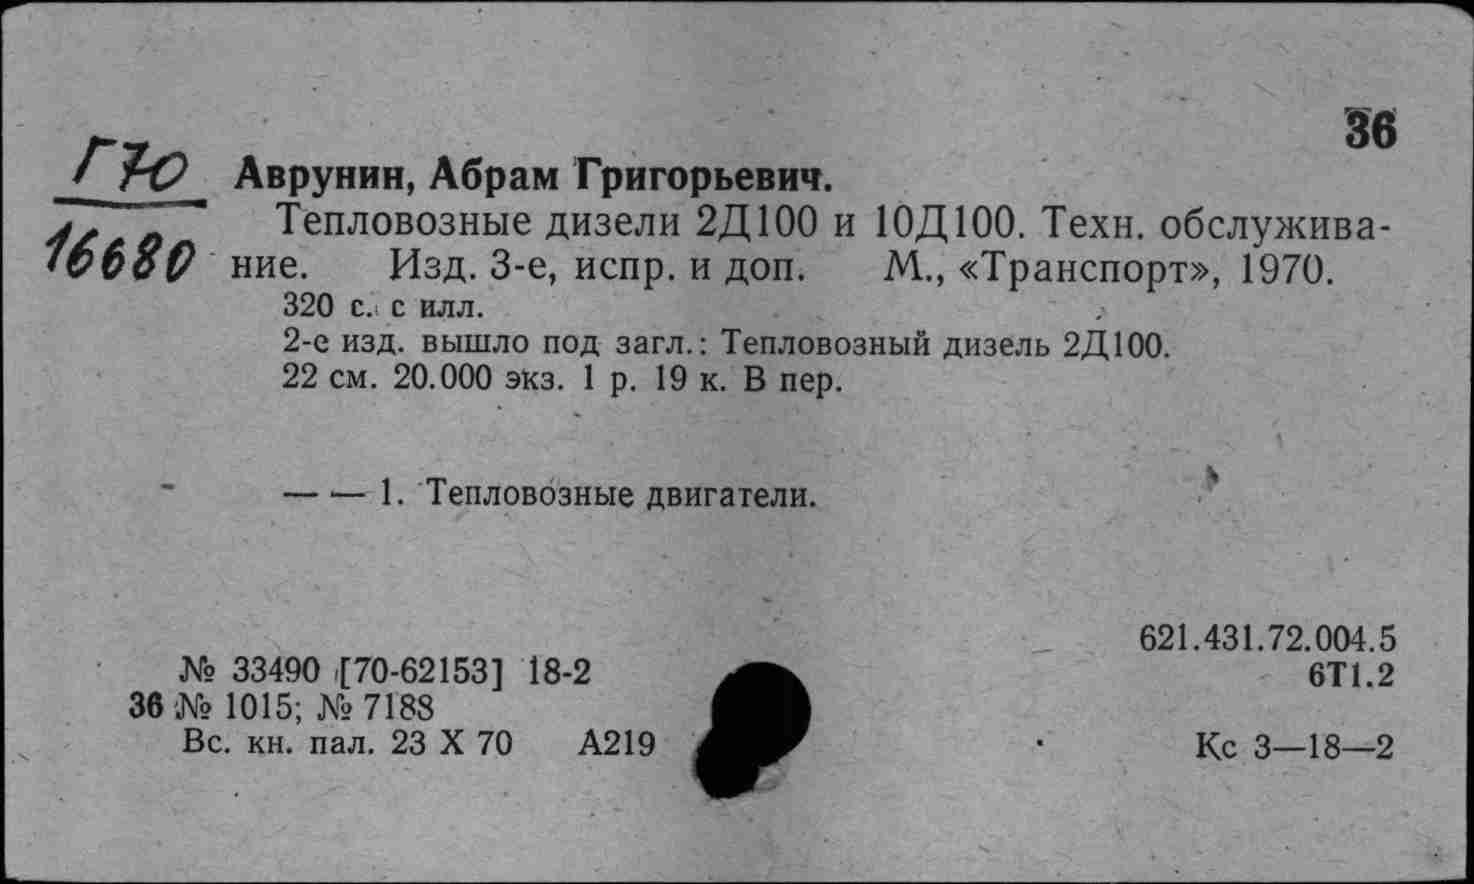 36
ГЮ
16680
Аврунин, Абрам Григорьевич.
Тепловозные дизели 2Д100 и 10Д100. Техн. обслужива-
ние. Изд. 3-е, испр. и доп. М., «Транспорт», 1970.
320 с. с илл.
2-е изд. вышло под загл.: Тепловозный дизель 2Д100.
22 см. 20.000 экз. 1 р. 19 к. В пер.
— — 1. Тепловозные двигатели.
621.431.72.004.5
№ 33490 [70-62153] 18-2
6Т1.2
36 № 1015; № 7188
Вс. кн. пал. 23 X 70 А219
Кс 3—18—2